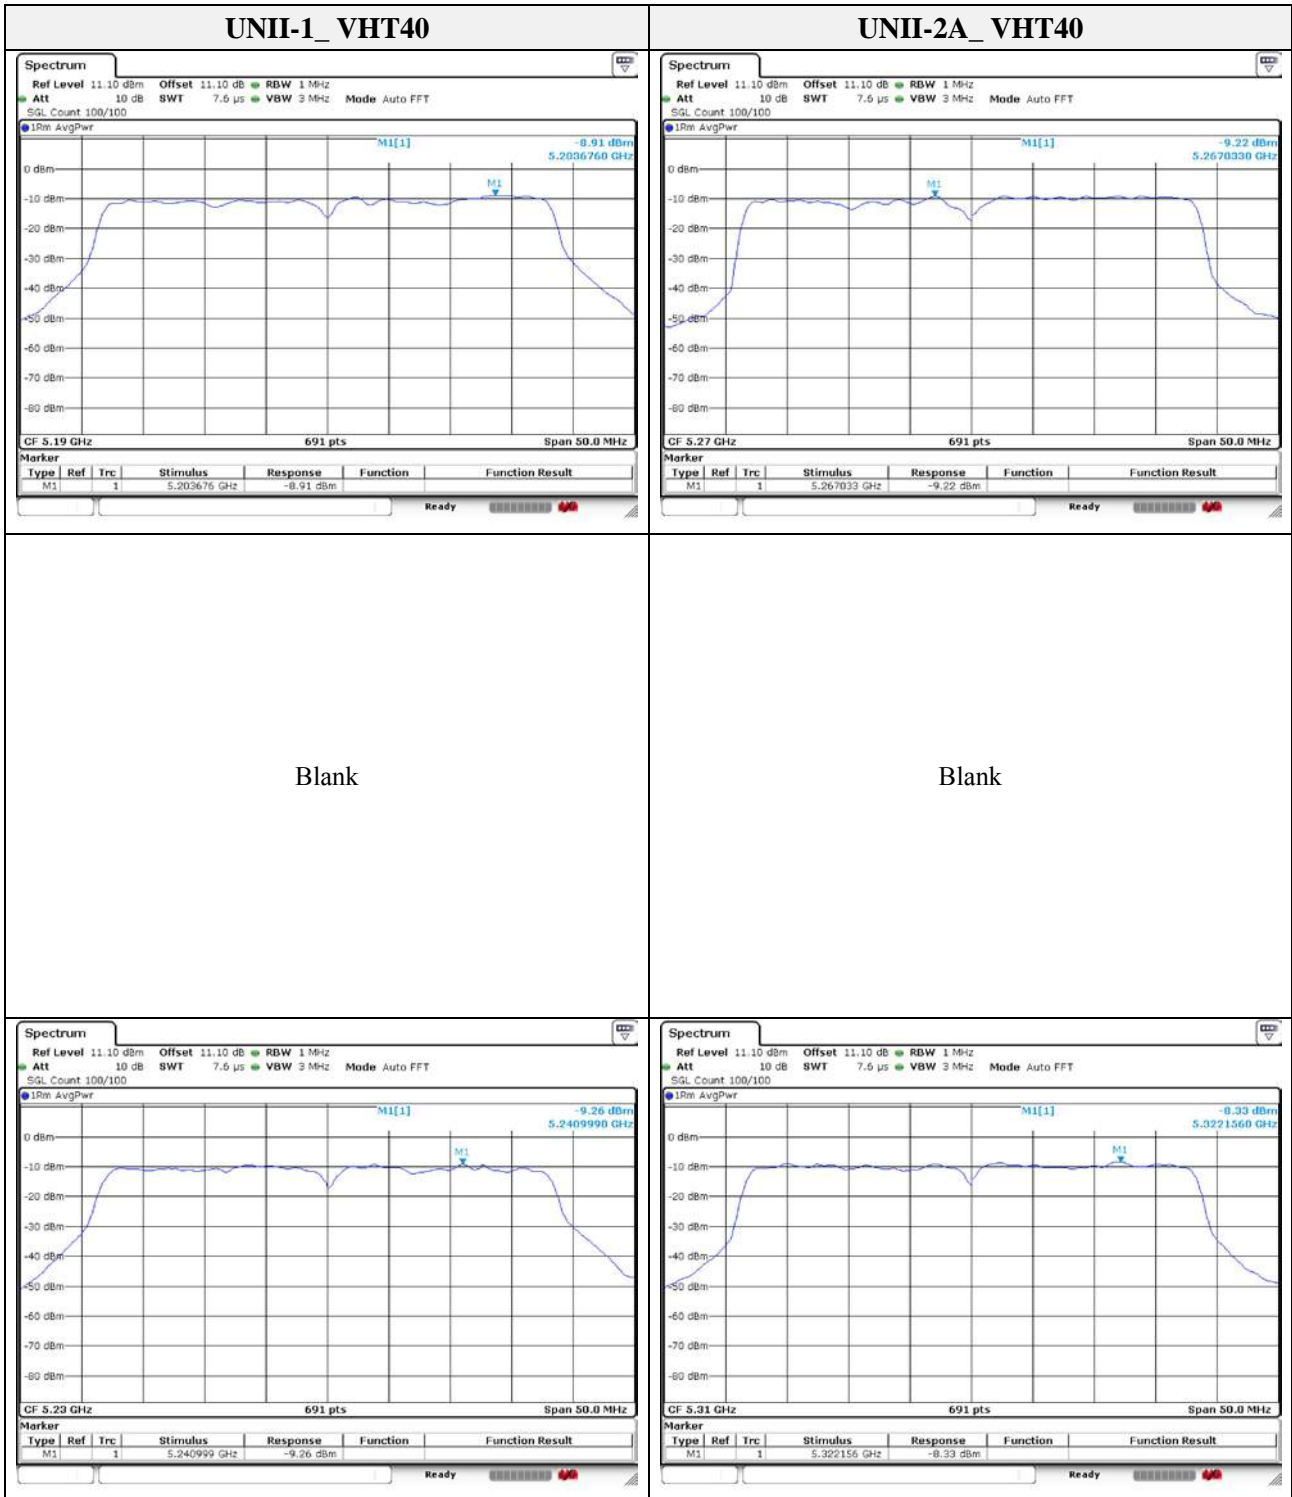 UNII-1_ VHT40
UNII-2A_ VHT40
Spectrum
Ref Level 11.10 dBm Offset 11.10 dB RBW 1 MHz
Att 10 dB SWT 7.6 µs VBW 3 MHz Mode Auto FFT
SGL Count 100/100
1Rm AvgPwr
M1[1] -8.91 dBm
5.2036760 GHz
M1
0 dBm
-10 dBm
-20 dBm
-30 dBm
-40 dBm
-50 dBm
-60 dBm
-70 dBm
-80 dBm
CF 5.19 GHz 691 pts Span 50.0 MHz
Marker
Type Ref Trc Stimulus Response Function Function Result
M1 1 5.203676 GHz -8.91 dBm
Ready
Spectrum
Ref Level 11.10 dBm Offset 11.10 dB RBW 1 MHz
Att 10 dB SWT 7.6 µs VBW 3 MHz Mode Auto FFT
SGL Count 100/100
1Rm AvgPwr
M1[1] -9.22 dBm
5.2670330 GHz
M1
0 dBm
-10 dBm
-20 dBm
-30 dBm
-40 dBm
-50 dBm
-60 dBm
-70 dBm
-80 dBm
CF 5.27 GHz 691 pts Span 50.0 MHz
Marker
Type Ref Trc Stimulus Response Function Function Result
M1 1 5.267033 GHz -9.22 dBm
Ready
Blank
Blank
Spectrum
Ref Level 11.10 dBm Offset 11.10 dB RBW 1 MHz
Att 10 dB SWT 7.6 µs VBW 3 MHz Mode Auto FFT
SGL Count 100/100
1Rm AvgPwr
M1[1] -9.26 dBm
5.2409990 GHz
M1
0 dBm
-10 dBm
-20 dBm
-30 dBm
-40 dBm
-50 dBm
-60 dBm
-70 dBm
-80 dBm
CF 5.23 GHz 691 pts Span 50.0 MHz
Marker
Type Ref Trc Stimulus Response Function Function Result
M1 1 5.240999 GHz -9.26 dBm
Ready
Spectrum
Ref Level 11.10 dBm Offset 11.10 dB RBW 1 MHz
Att 10 dB SWT 7.6 µs VBW 3 MHz Mode Auto FFT
SGL Count 100/100
1Rm AvgPwr
M1[1] -8.33 dBm
5.3221560 GHz
M1
0 dBm
-10 dBm
-20 dBm
-30 dBm
-40 dBm
-50 dBm
-60 dBm
-70 dBm
-80 dBm
CF 5.31 GHz 691 pts Span 50.0 MHz
Marker
Type Ref Trc Stimulus Response Function Function Result
M1 1 5.322156 GHz -8.33 dBm
Ready